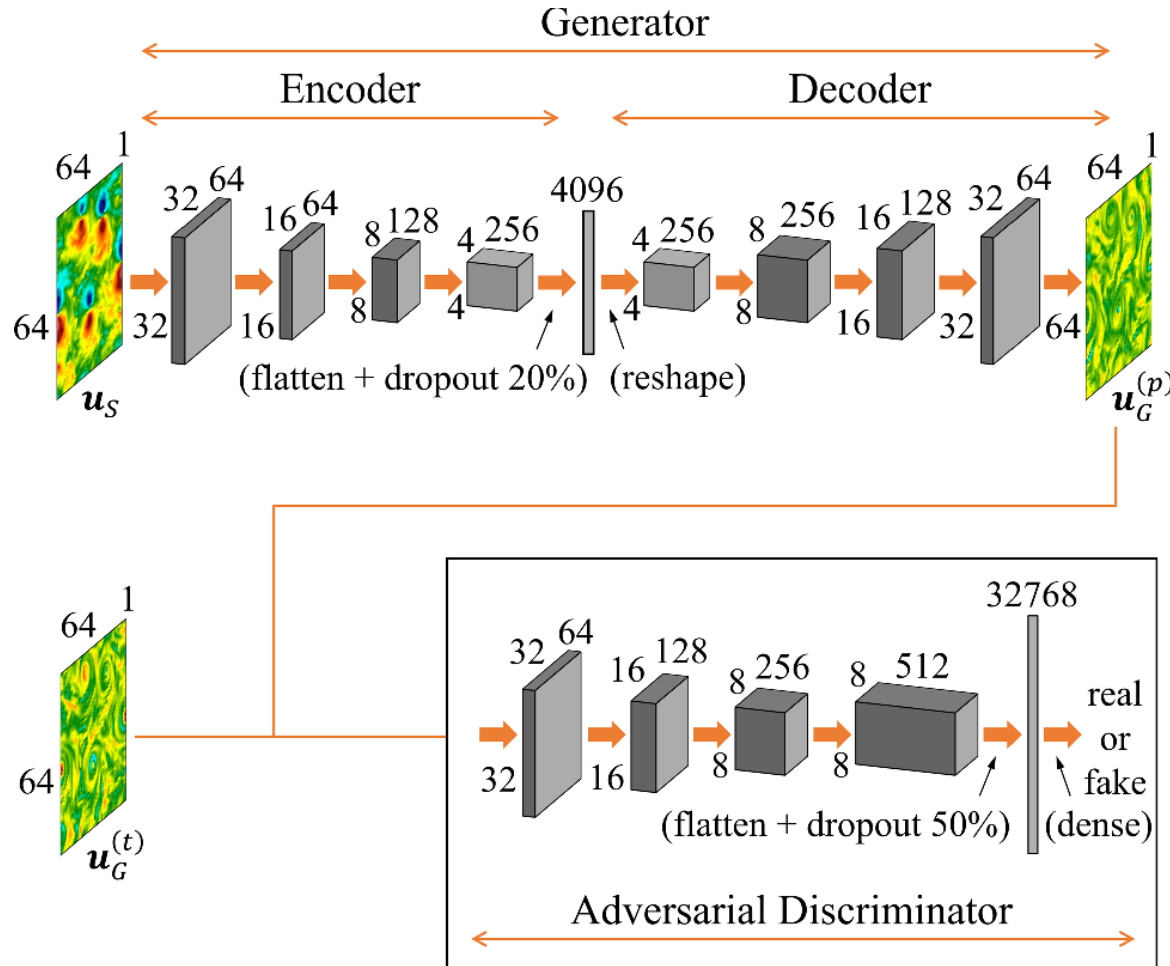 Generator
Encoder Decoder
64 1 32 64 16 64 8 128 4 256 4096 4 256 8 256 16 128 32 64 64 1
64 32 16 8 4 4 8 16 32 64
(flatten + dropout 20%) (reshape)
𝒖_S 𝒖_G^(p)
64 1
64
𝒖_G^(t)
32 64 16 128 8 256 8 512 32768
32 16 8 8
real
or
fake
(flatten + dropout 50%) (dense)
Adversarial Discriminator